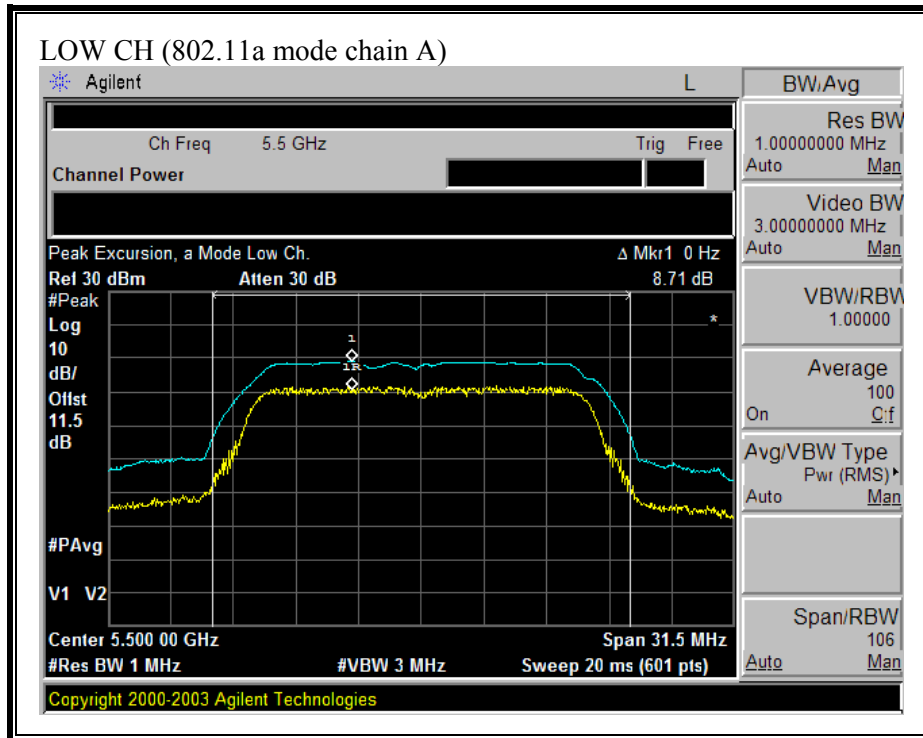 LOW CH (802.11a mode chain A)
Agilent L
BW/Avg
Ch Freq 5.5 GHz Trig Free
Channel Power
Peak Excursion, a Mode Low Ch. Δ Mkr1 0 Hz
Ref 30 dBm Atten 30 dB 8.71 dB
#Peak
Log
10
dB/
Offst
11.5
dB
1
1R
*
#PAvg
V1 V2
Center 5.500 00 GHz Span 31.5 MHz
#Res BW 1 MHz #VBW 3 MHz Sweep 20 ms (601 pts)
Copyright 2000-2003 Agilent Technologies
Res BW
1.00000000 MHz
Auto Man
Video BW
3.00000000 MHz
Auto Man
VBW/RBW
1.00000
Average
100
On
Avg/VBW Type
Pwr (RMS)
Auto Man
Span/RBW
106
Auto Man